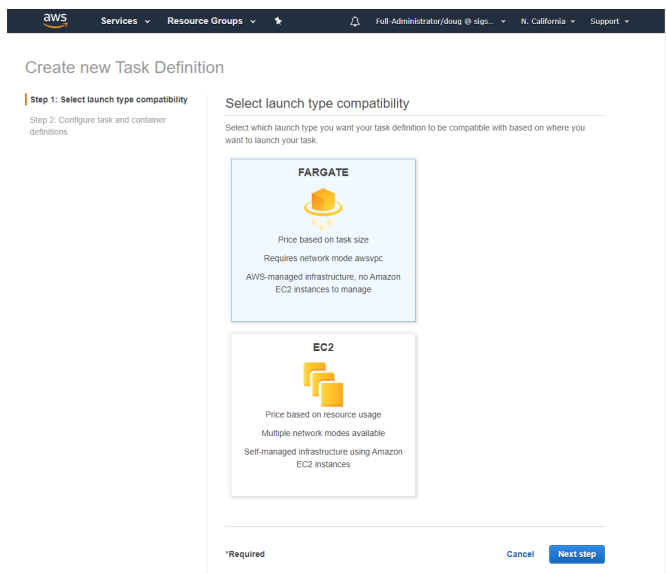 aws
Services
Resource Groups
Full-Administrator/doug @ sigs...
N. California
Support
Create new Task Definition
Step 1: Select launch type compatibility
Step 2: Configure task and container
definitions
Select launch type compatibility
Select which launch type you want your task definition to be compatible with based on where you
want to launch your task.
FARGATE
Price based on task size
Requires network mode awsvpc
AWS-managed infrastructure, no Amazon
EC2 instances to manage
EC2
Price based on resource usage
Multiple network modes available
Self-managed infrastructure using Amazon
EC2 instances
*Required
Cancel
Next step